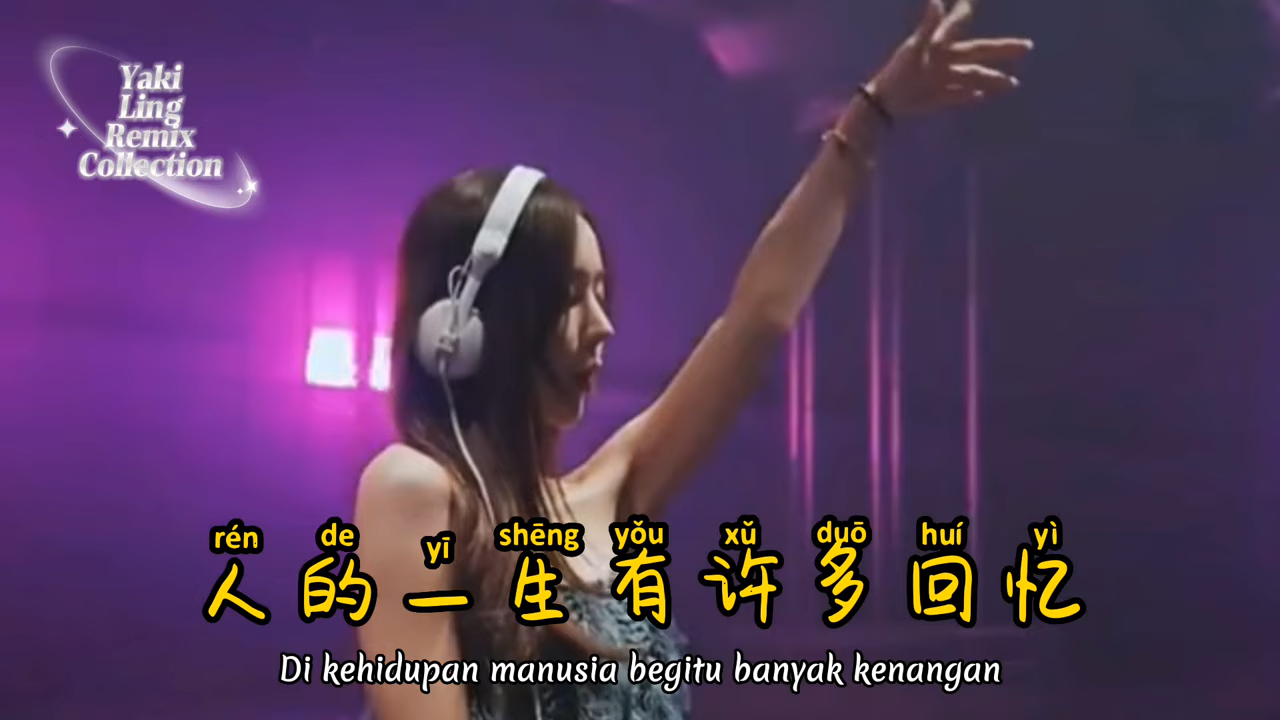 Yaki
Ling
Remix
Collection
rén de yī shēng yǒu xǔ duō huí yì
人的一生有许多回忆
Di kehidupan manusia begitu banyak kenangan